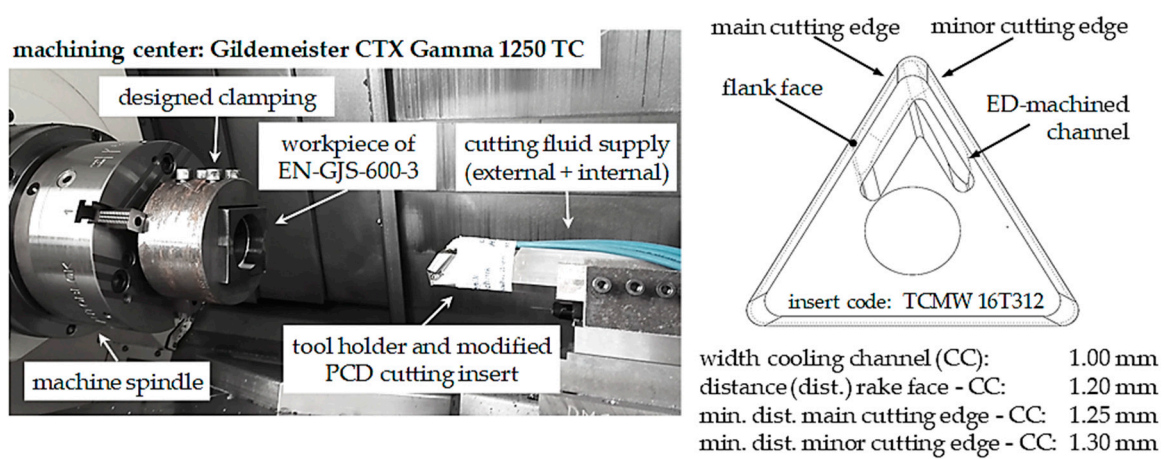 machining center: Gildemeister CTX Gamma 1250 TC
designed clamping
workpiece of
EN-GJS-600-3
cutting fluid supply
(external + internal)
tool holder and modified
PCD cutting insert
machine spindle
main cutting edge
minor cutting edge
flank face
ED-machined
channel
insert code: TCMW 16T312
width cooling channel (CC): 1.00 mm
distance (dist.) rake face - CC: 1.20 mm
min. dist. main cutting edge - CC: 1.25 mm
min. dist. minor cutting edge - CC: 1.30 mm